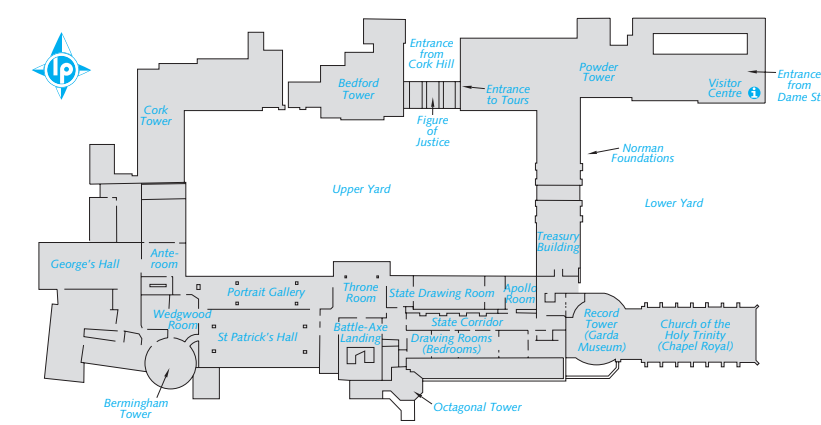 lp
Entrance
from
Cork Hill
Bedford
Tower
Powder
Tower
Visitor
Centre
i
Entrance
from
Dame St
Entrance
to Tours
Cork
Tower
Figure
of
Justice
Norman
Foundations
Upper Yard
Lower Yard
Treasury
Building
George's Hall
Ante-
room
Portrait Gallery
Throne
Room
State Drawing Room
Apollo
Room
Wedgwood
Room
St Patrick's Hall
Battle-Axe
Landing
State Corridor
Drawing Rooms
(Bedrooms)
Record
Tower
(Garda
Museum)
Church of the
Holy Trinity
(Chapel Royal)
Bermingham
Tower
Octagonal Tower